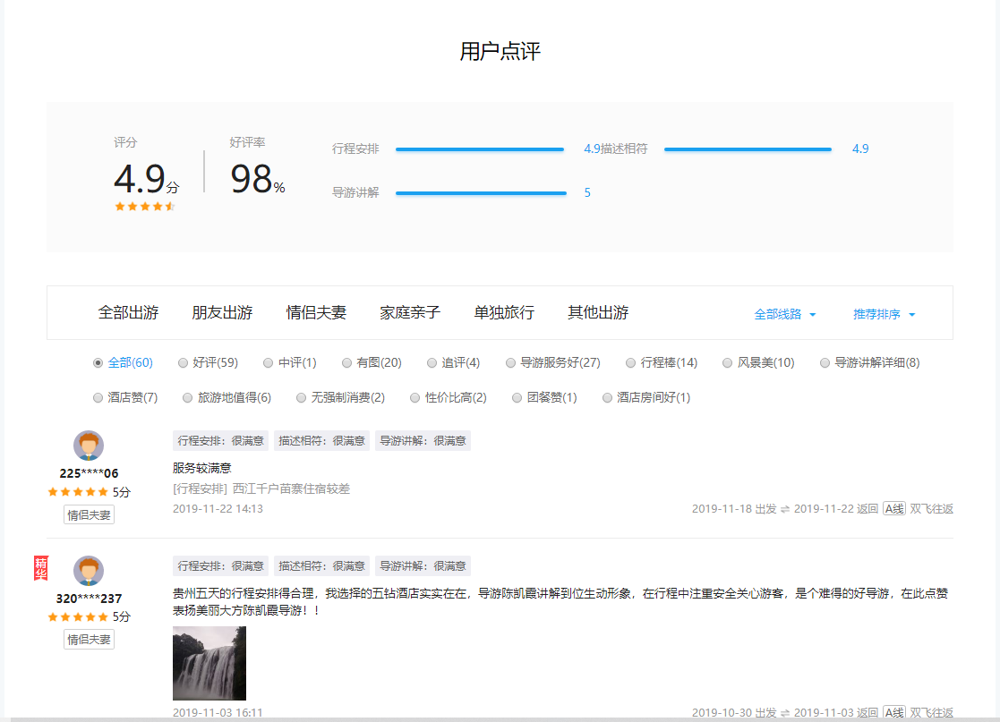 用户点评
评分
好评率
4.9分
98%
行程安排 4.9 描述相符 4.9
导游讲解 5
全部出游 朋友出游 情侣夫妻 家庭亲子 单独旅行 其他出游 全部线路 推荐排序
全部(60) 好评(59) 中评(1) 有图(20) 追评(4) 导游服务好(27) 行程棒(14) 风景美(10) 导游讲解详细(8)
酒店赞(7) 旅游地值得(6) 无强制消费(2) 性价比高(2) 团餐赞(1) 酒店房间好(1)
225****06
5分
情侣夫妻
行程安排：很满意 描述相符：很满意 导游讲解：很满意
服务较满意
[行程安排] 西江千户苗寨住宿较差
2019-11-22 14:13
2019-11-18 出发 ⇌ 2019-11-22 返回 A线 双飞往返
精华
320****237
5分
情侣夫妻
行程安排：很满意 描述相符：很满意 导游讲解：很满意
贵州五天的行程安排得合理，我选择的五钻酒店实实在在，导游陈凯霞讲解到位生动形象，在行程中注重安全关心游客，是个难得的好导游，在此点赞
表扬美丽大方陈凯霞导游！！
2019-11-03 16:11
2019-10-30 出发 ⇌ 2019-11-03 返回 A线 双飞往返